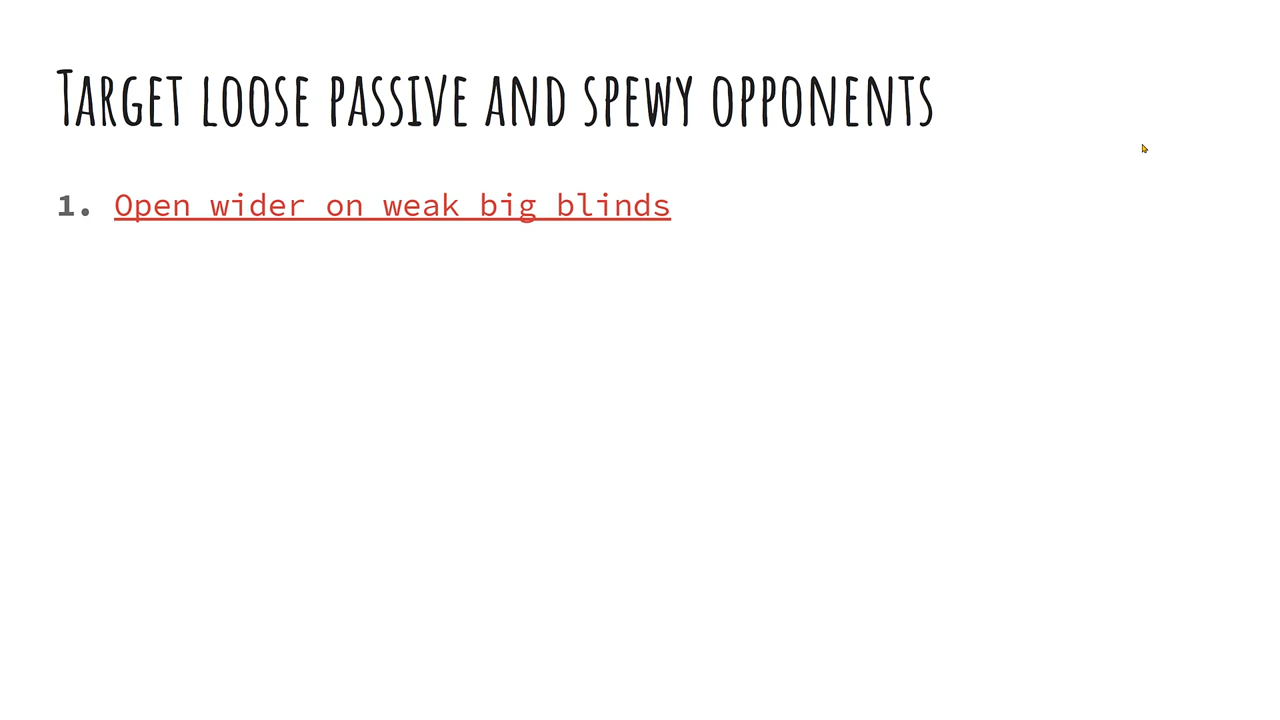 Target loose passive and spewy opponents
1. Open wider on weak big blinds